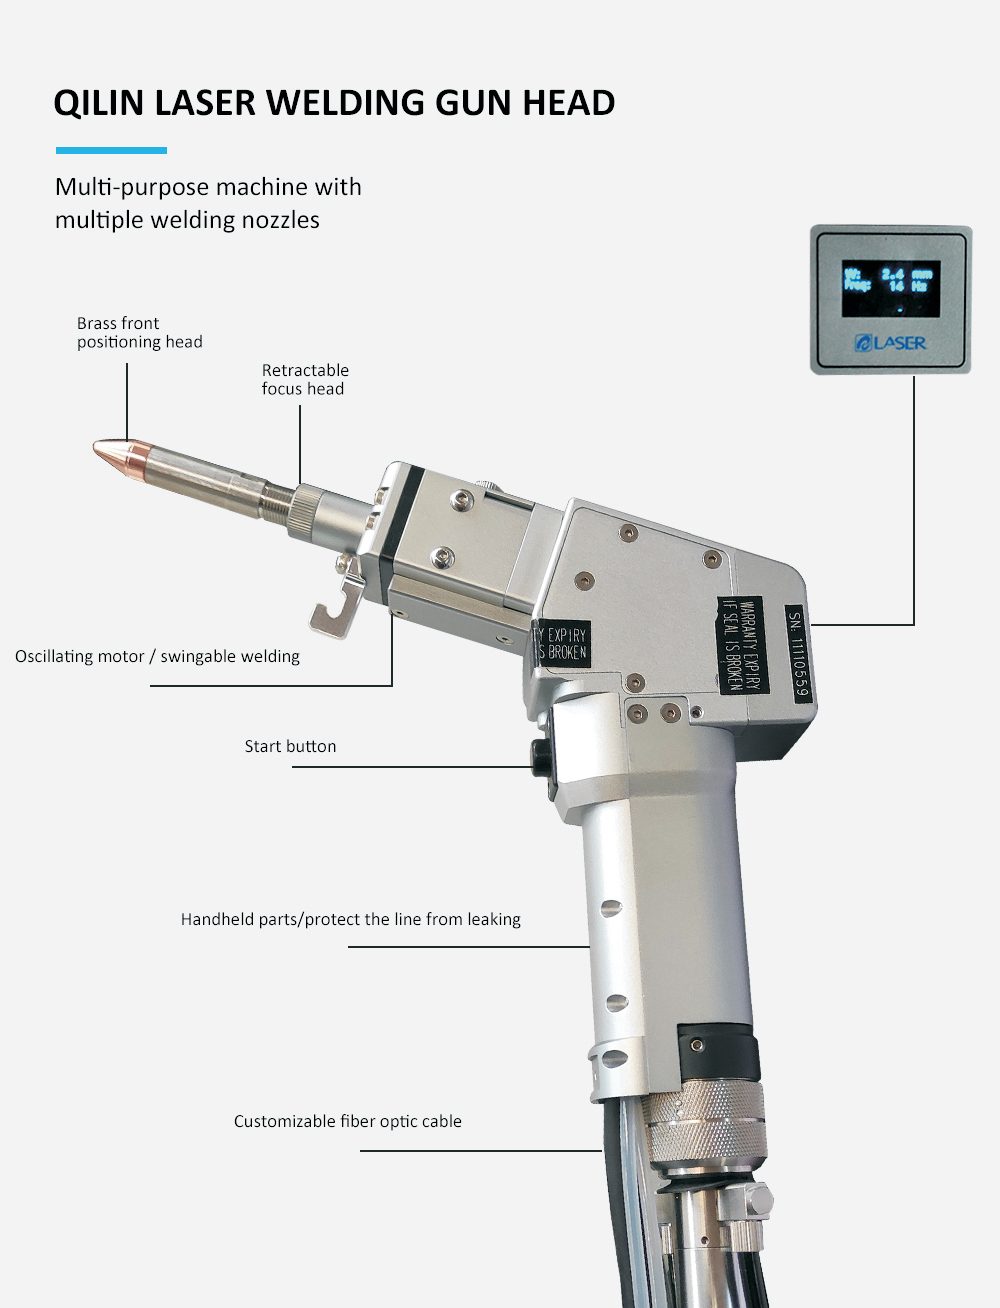 QILIN LASER WELDING GUN HEAD
Multi-purpose machine with
multiple welding nozzles
W: 2.4 mm
Freq: 14 Hz
LASER
Brass front
positioning head
Retractable
focus head
TY EXPIRY
IS BROKEN
WARRANTY EXPIRY
IF SEAL IS BROKEN
SN: 11110559
Oscillating motor / swingable welding
Start button
Handheld parts/protect the line from leaking
Customizable fiber optic cable